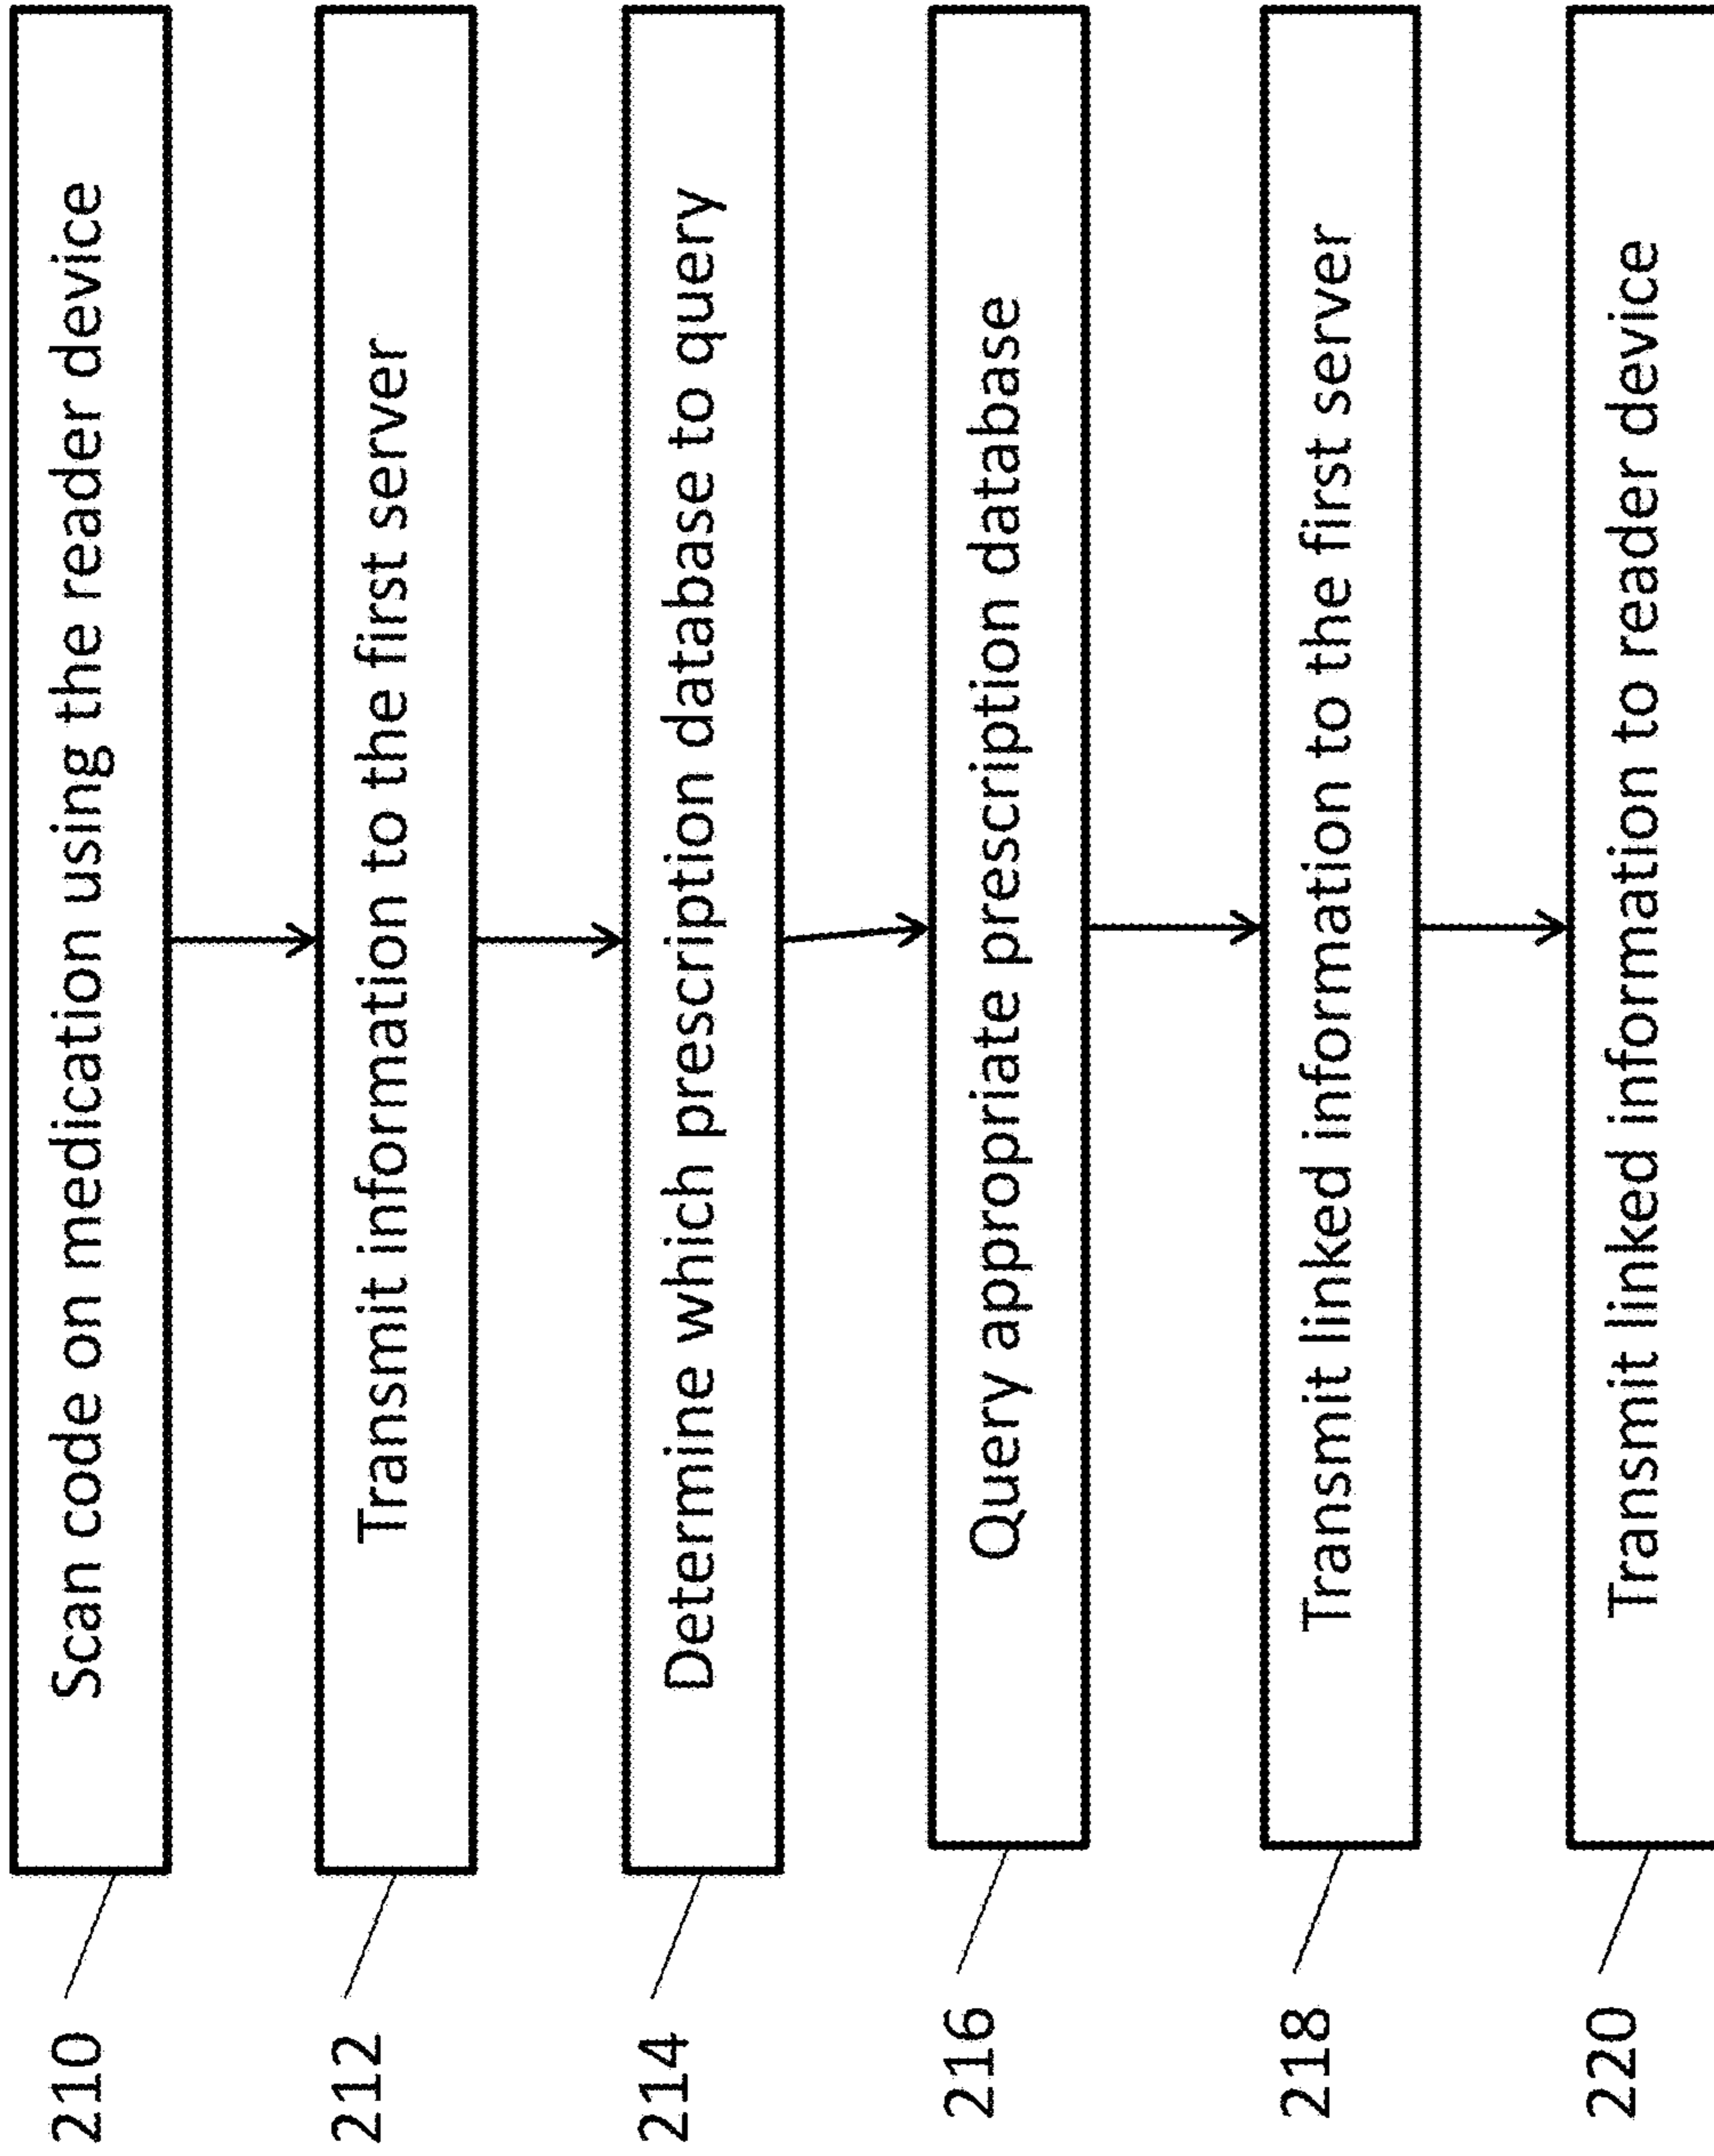 210 Scan code on medication using the reader device
212 Transmit information to the first server
214 Determine which prescription database to query
216 Query appropriate prescription database
218 Transmit linked information to the first server
220 Transmit linked information to reader device